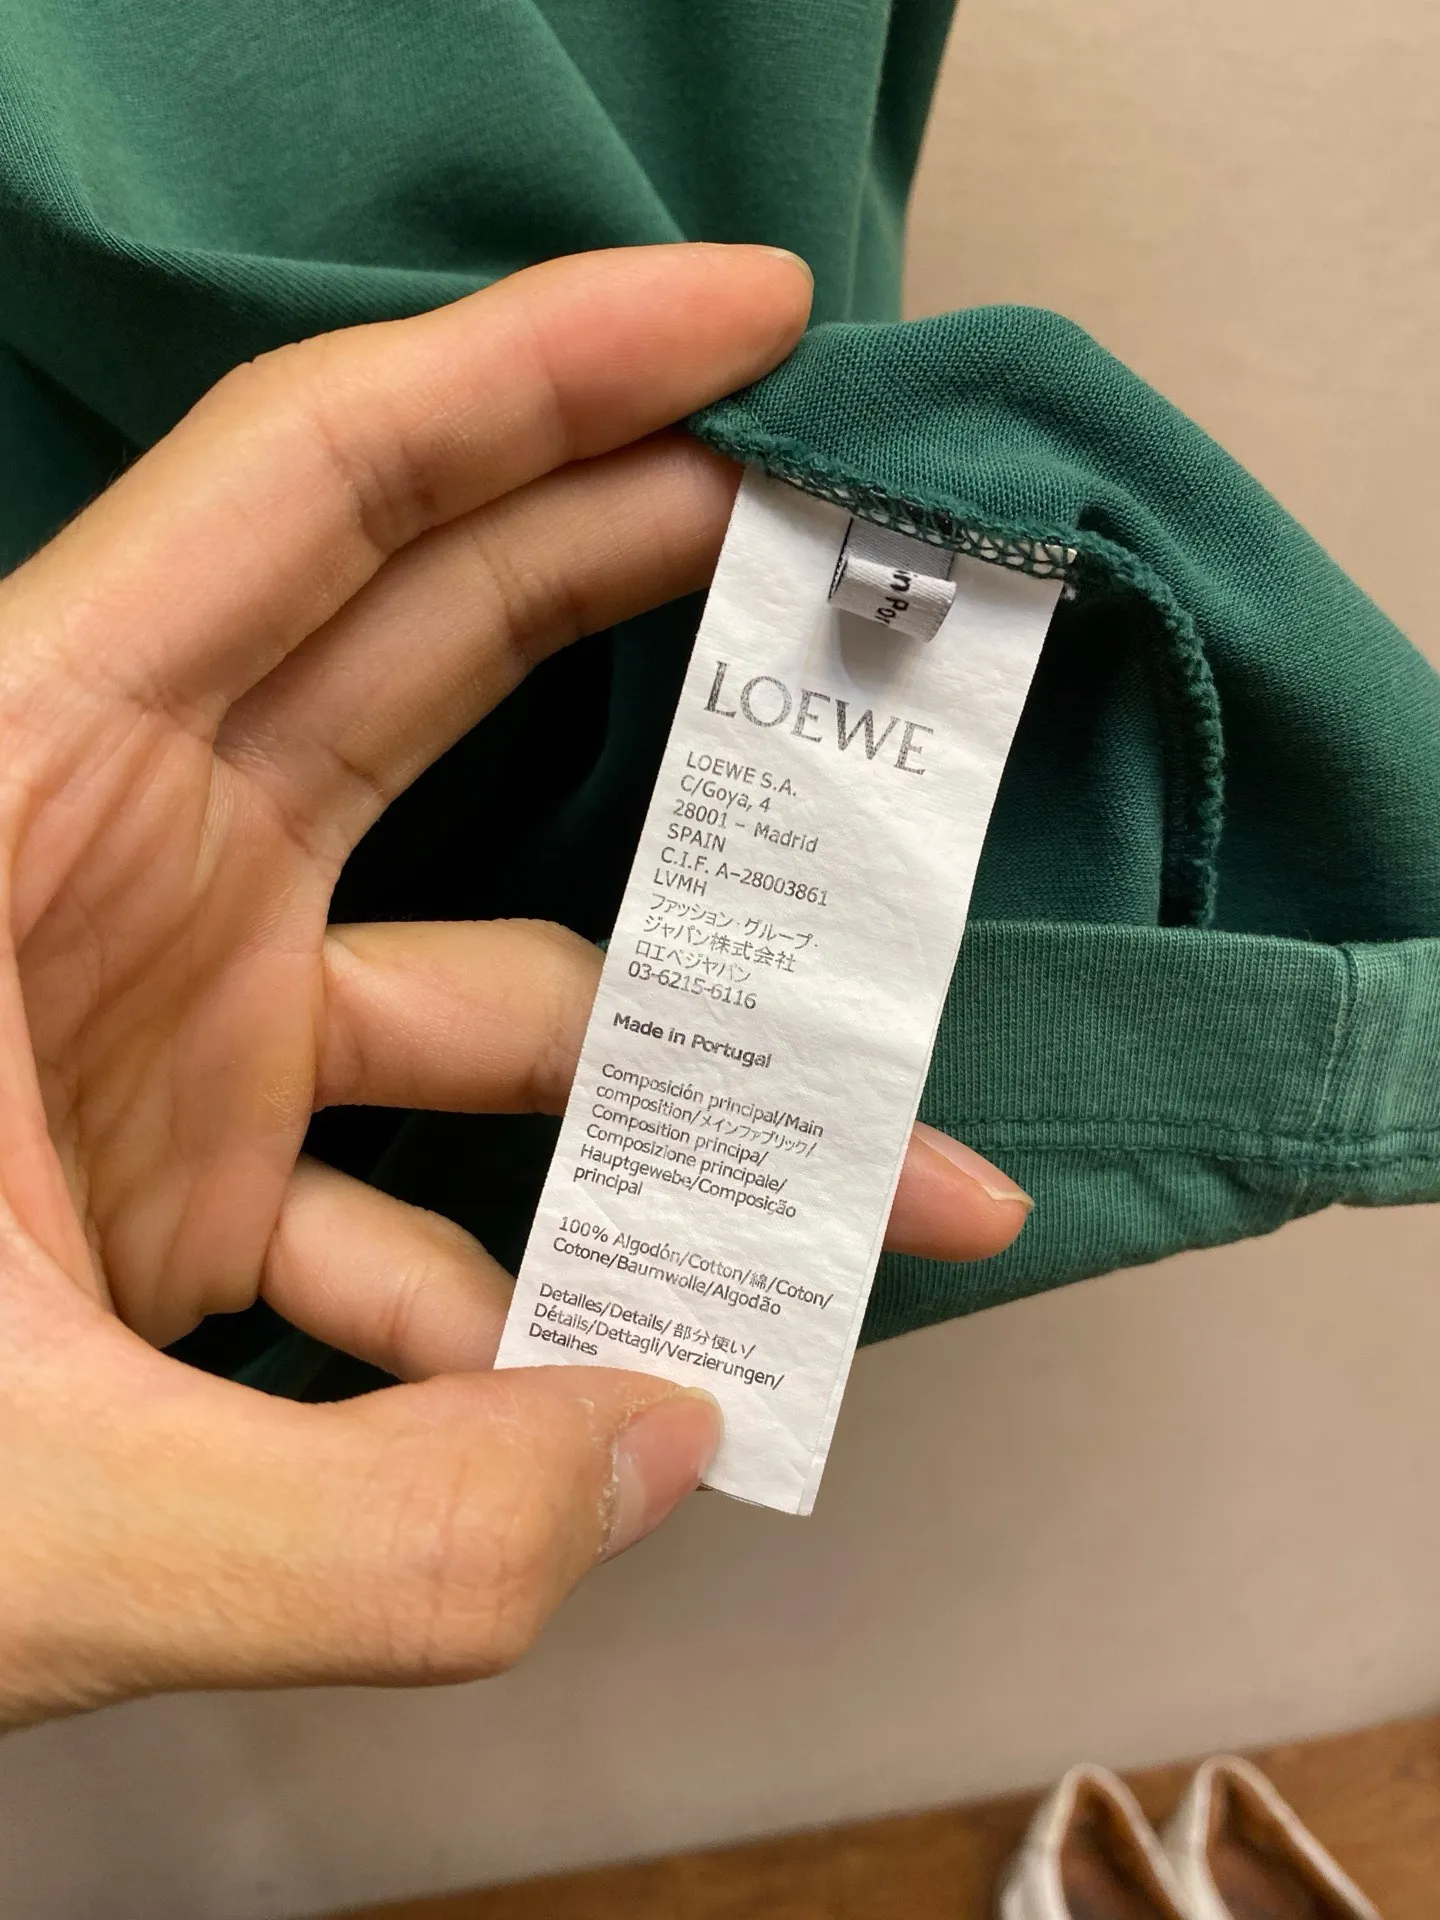 in Por
LOEWE
LOEWE S.A.
C/Goya, 4
28001 - Madrid
SPAIN
C.I.F. A-28003861
LVMH
ファッション・グループ・
ジャパン株式会社
ロエベジャパン
03-6215-6116
Made in Portugal
Composición principal/Main
composition/メインファブリック/
Composition principa/
Composizione principale/
Hauptgewebe/Composição
principal
100% Algodón/Cotton/綿/Coton/
Cotone/Baumwolle/Algodão
Detalles/Details/部分使い/
Détails/Dettagli/Verzierungen/
Detalhes